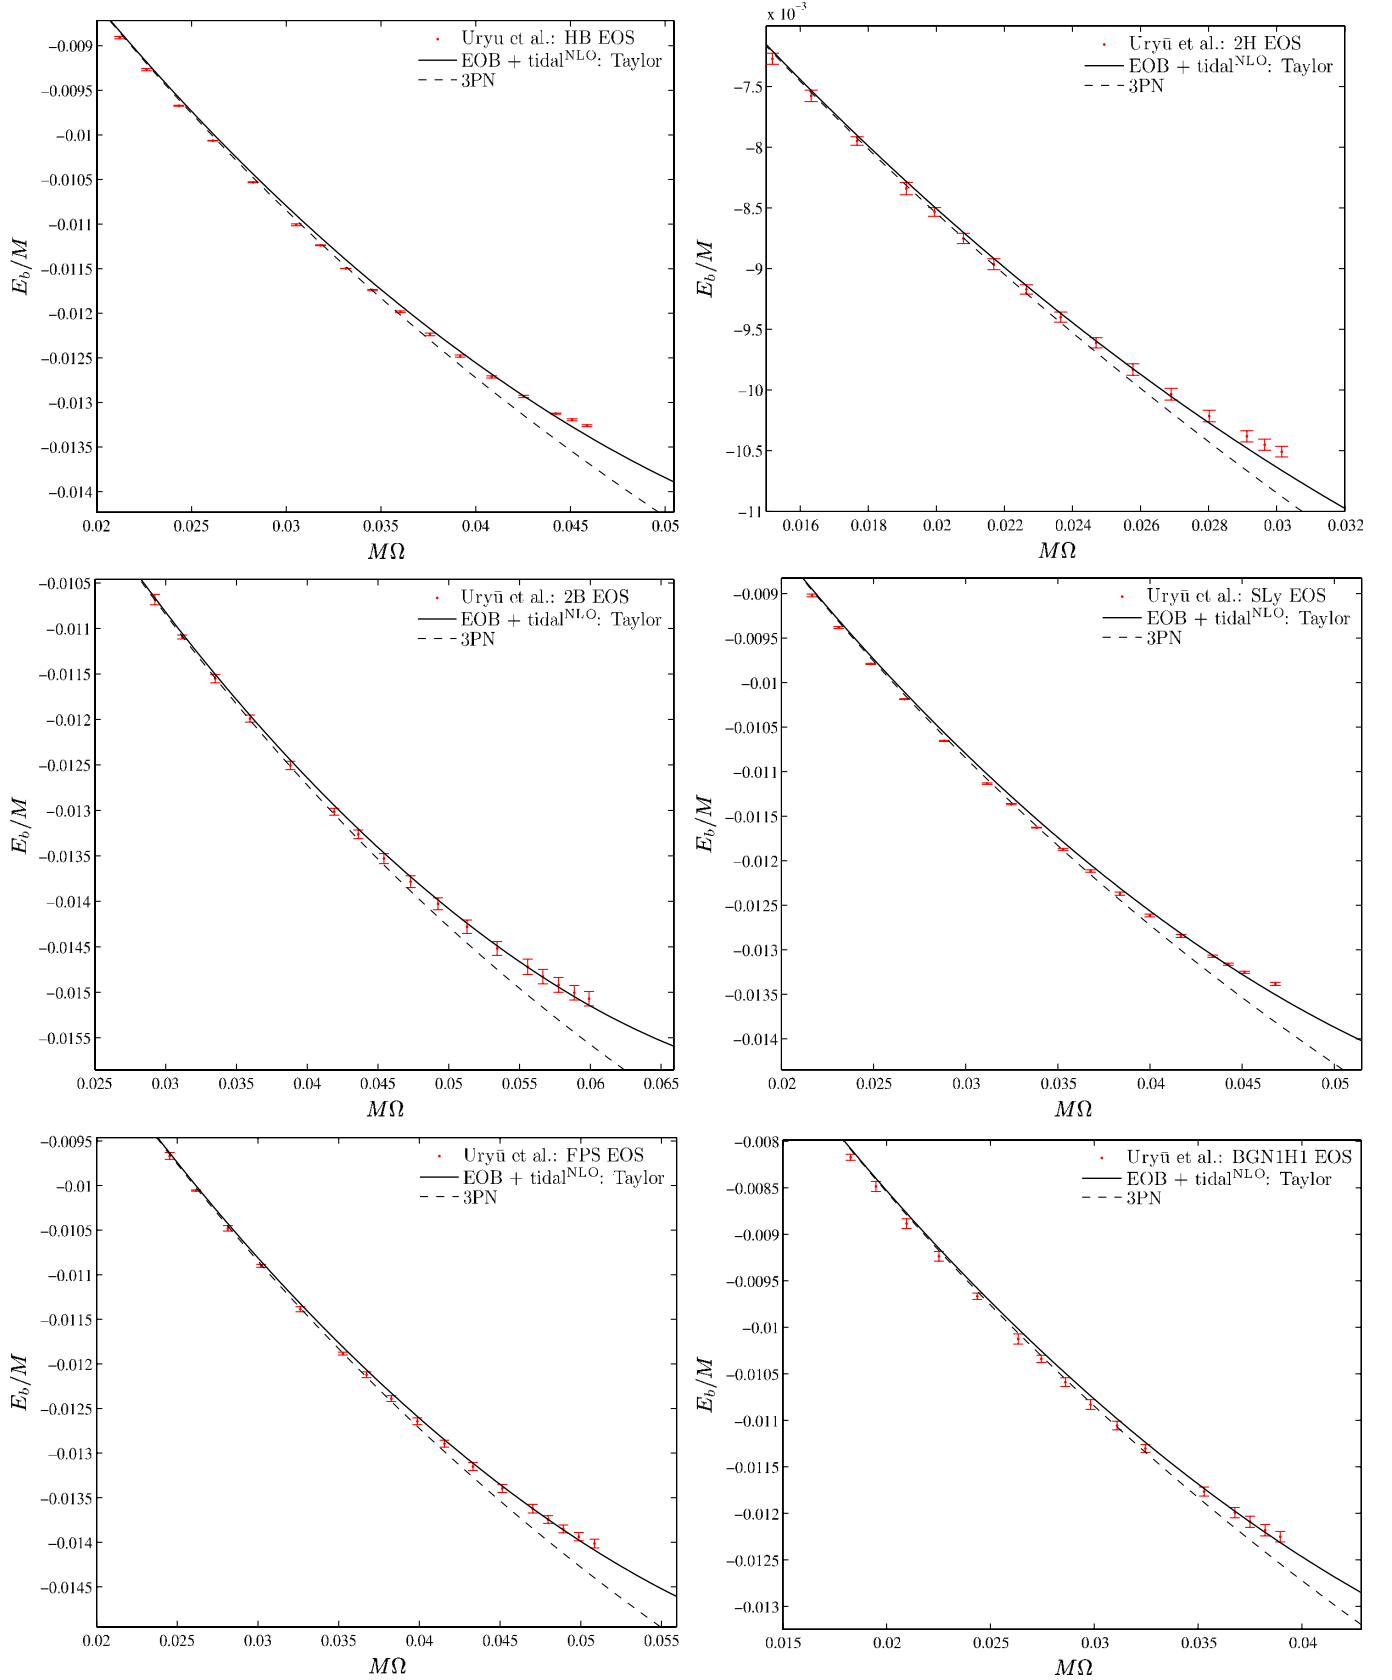 Uryu et al.: HB EOS
EOB + tidal^NLO: Taylor
3PN
−0.009
−0.0095
−0.01
−0.0105
−0.011
−0.0115
−0.012
−0.0125
−0.013
−0.0135
−0.014
E_b/M
0.02 0.025 0.03 0.035 0.04 0.045 0.05
MΩ
x 10^−3
Uryū et al.: 2H EOS
EOB + tidal^NLO: Taylor
3PN
−7.5
−8
−8.5
−9
−9.5
−10
−10.5
−11
E_b/M
0.016 0.018 0.02 0.022 0.024 0.026 0.028 0.03 0.032
MΩ
Uryū et al.: 2B EOS
EOB + tidal^NLO: Taylor
3PN
−0.0105
−0.011
−0.0115
−0.012
−0.0125
−0.013
−0.0135
−0.014
−0.0145
−0.015
−0.0155
E_b/M
0.025 0.03 0.035 0.04 0.045 0.05 0.055 0.06 0.065
MΩ
Uryū et al.: SLy EOS
EOB + tidal^NLO: Taylor
3PN
−0.009
−0.0095
−0.01
−0.0105
−0.011
−0.0115
−0.012
−0.0125
−0.013
−0.0135
−0.014
E_b/M
0.02 0.025 0.03 0.035 0.04 0.045 0.05
MΩ
Uryū et al.: FPS EOS
EOB + tidal^NLO: Taylor
3PN
−0.0095
−0.01
−0.0105
−0.011
−0.0115
−0.012
−0.0125
−0.013
−0.0135
−0.014
−0.0145
E_b/M
0.02 0.025 0.03 0.035 0.04 0.045 0.05 0.055
MΩ
Uryū et al.: BGN1H1 EOS
EOB + tidal^NLO: Taylor
3PN
−0.008
−0.0085
−0.009
−0.0095
−0.01
−0.0105
−0.011
−0.0115
−0.012
−0.0125
−0.013
E_b/M
0.015 0.02 0.025 0.03 0.035 0.04
MΩ